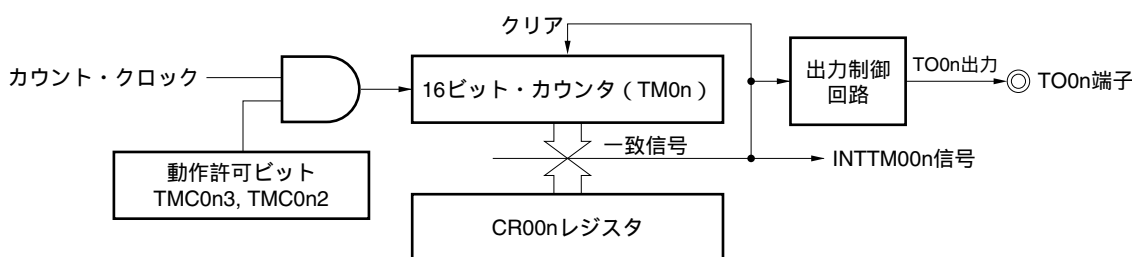 クリア
カウント・クロック
16ビット・カウンタ(TM0n)
出力制御
回路
TO0n出力
TO0n端子
動作許可ビット
TMC0n3, TMC0n2
一致信号
INTTM00n信号
CR00nレジスタ